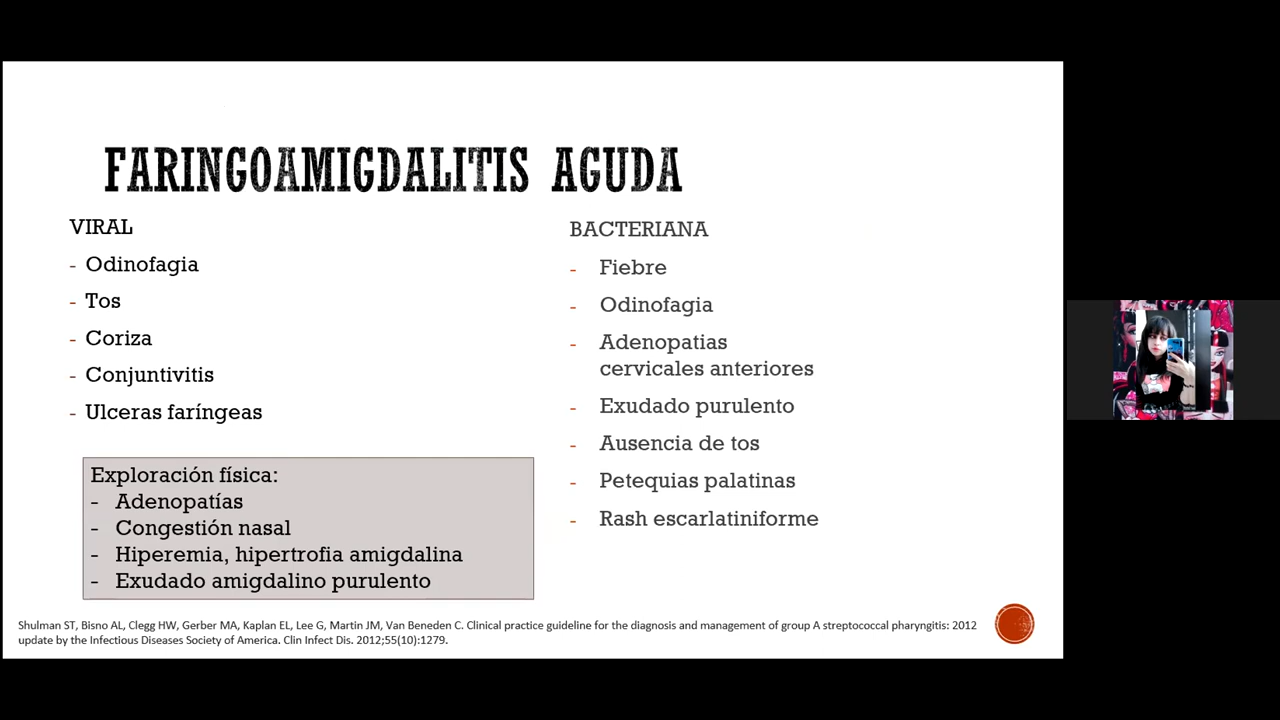 FARINGOAMIGDALITIS AGUDA
VIRAL
- Odinofagia
- Tos
- Coriza
- Conjuntivitis
- Ulceras faríngeas
Exploración física:
- Adenopatías
- Congestión nasal
- Hiperemia, hipertrofia amigdalina
- Exudado amigdalino purulento
BACTERIANA
- Fiebre
- Odinofagia
- Adenopatias
cervicales anteriores
- Exudado purulento
- Ausencia de tos
- Petequias palatinas
- Rash escarlatiniforme
Shulman ST, Bisno AL, Clegg HW, Gerber MA, Kaplan EL, Lee G, Martin JM, Van Beneden C. Clinical practice guideline for the diagnosis and management of group A streptococcal pharyngitis: 2012
update by the Infectious Diseases Society of America. Clin Infect Dis. 2012;55(10):1279.